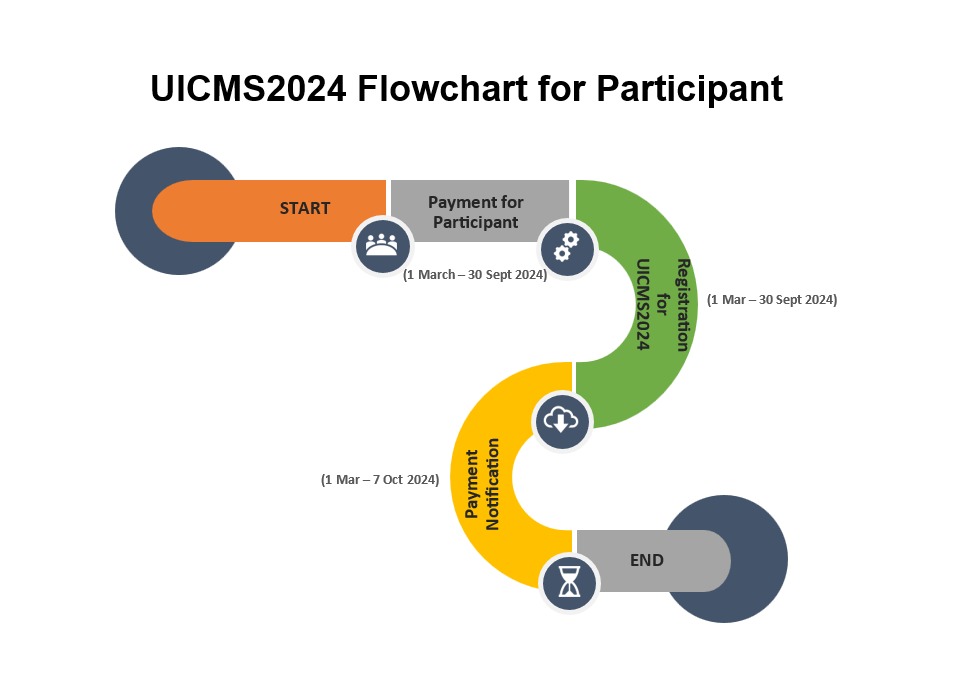 UICMS2024 Flowchart for Participant
START
Payment for
Participant
(1 March – 30 Sept 2024)
Registration
for
UICMS2024
(1 Mar – 30 Sept 2024)
Payment
Notification
(1 Mar – 7 Oct 2024)
END